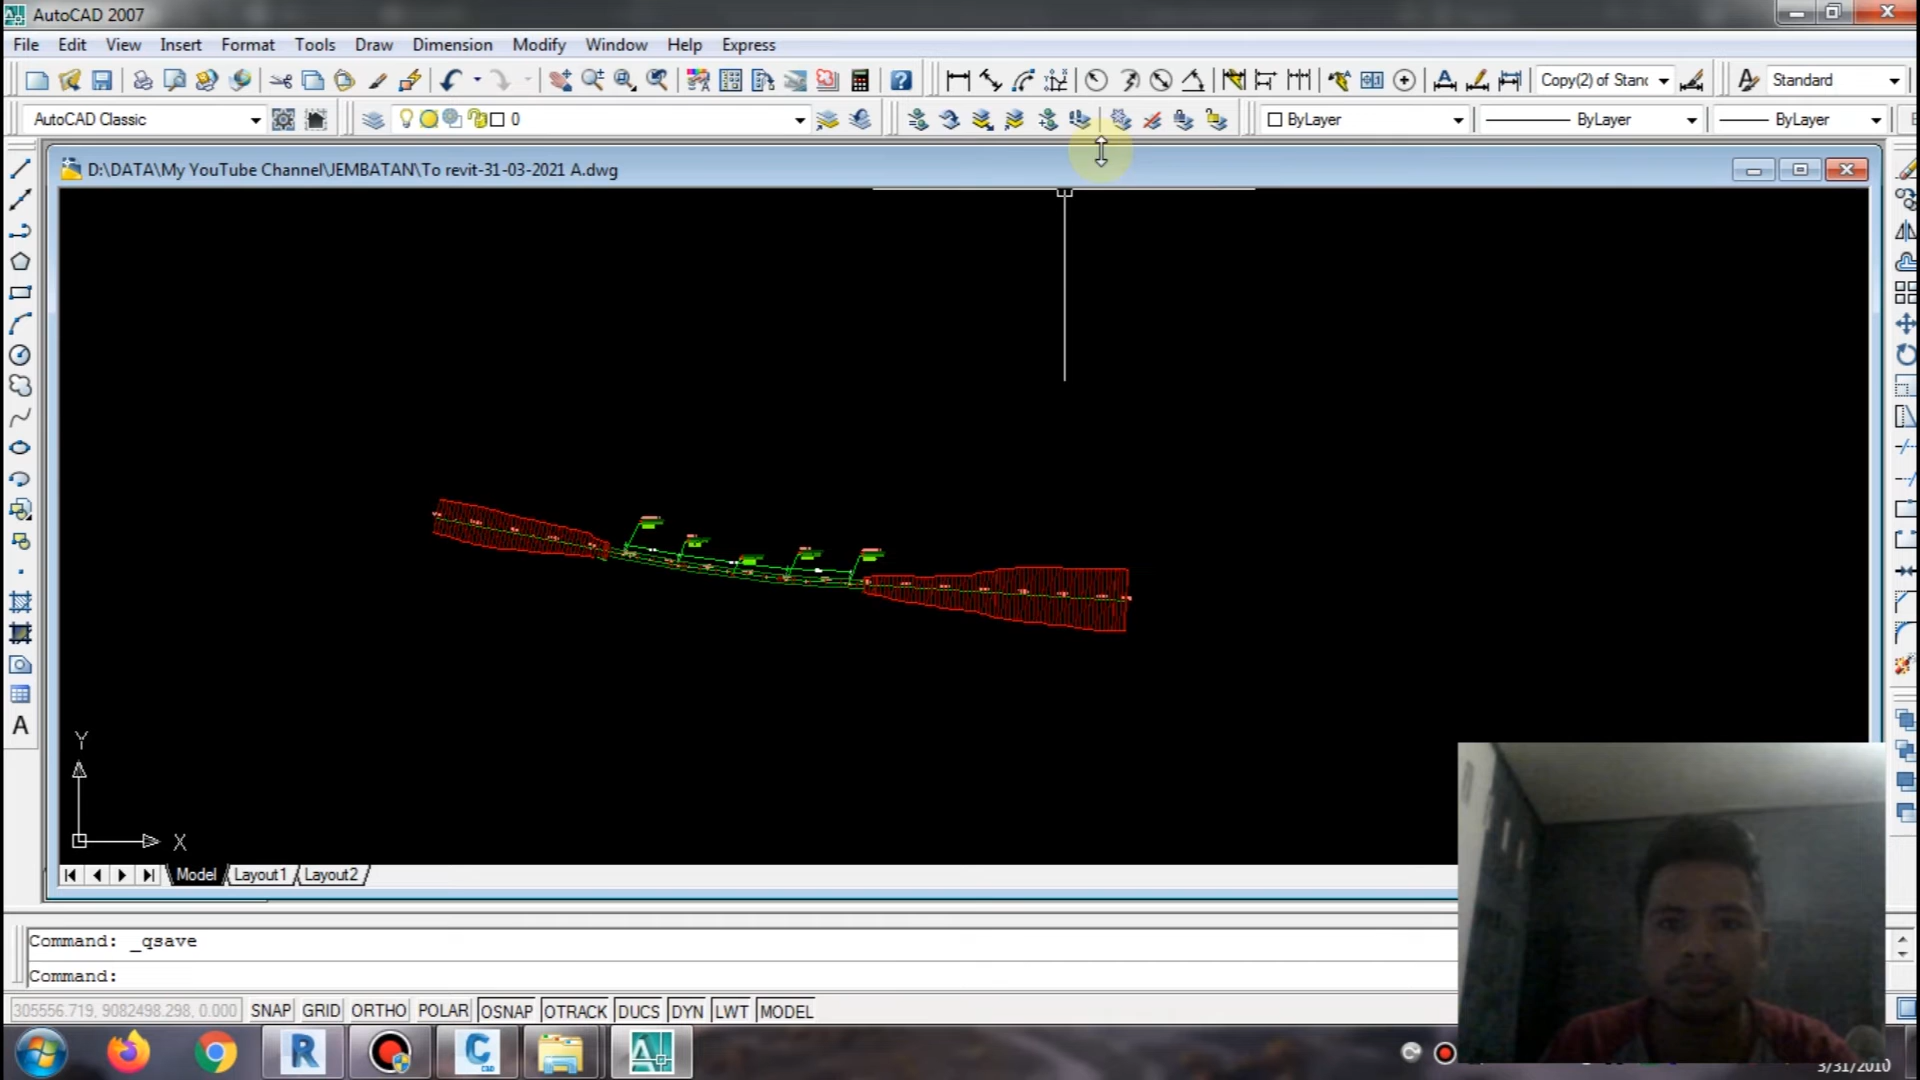 AutoCAD 2007
File Edit View Insert Format Tools Draw Dimension Modify Window Help Express
Copy(2) of Stanc Standard
AutoCAD Classic 0 ByLayer ByLayer ByLayer
D:\DATA\My YouTube Channel\JEMBATAN\To revit-31-03-2021 A.dwg
Y
X
Model Layout1 Layout2
Command: _qsave
Command:
305556.719, 9082498.298, 0.000 SNAP GRID ORTHO POLAR OSNAP OTRACK DUCS DYN LWT MODEL
3/31/2010